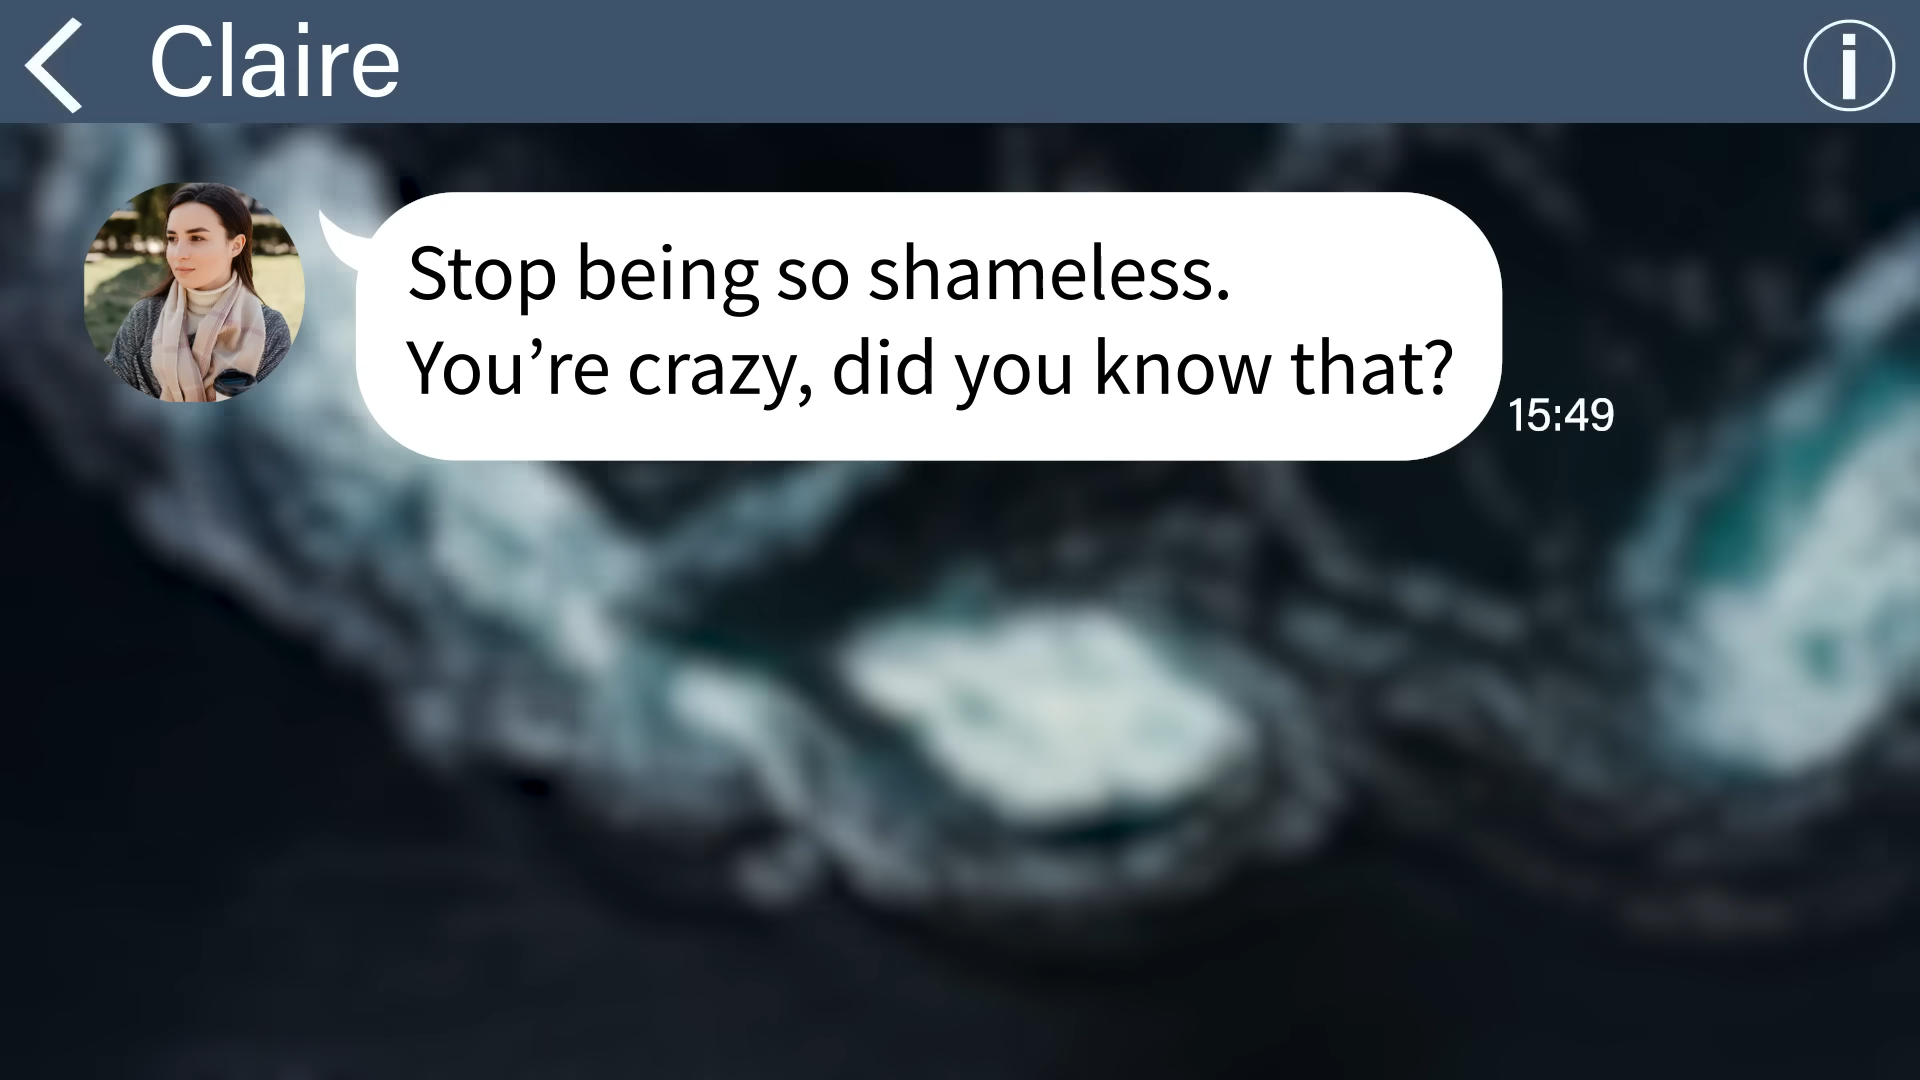 Claire
Stop being so shameless.
You’re crazy, did you know that?
15:49